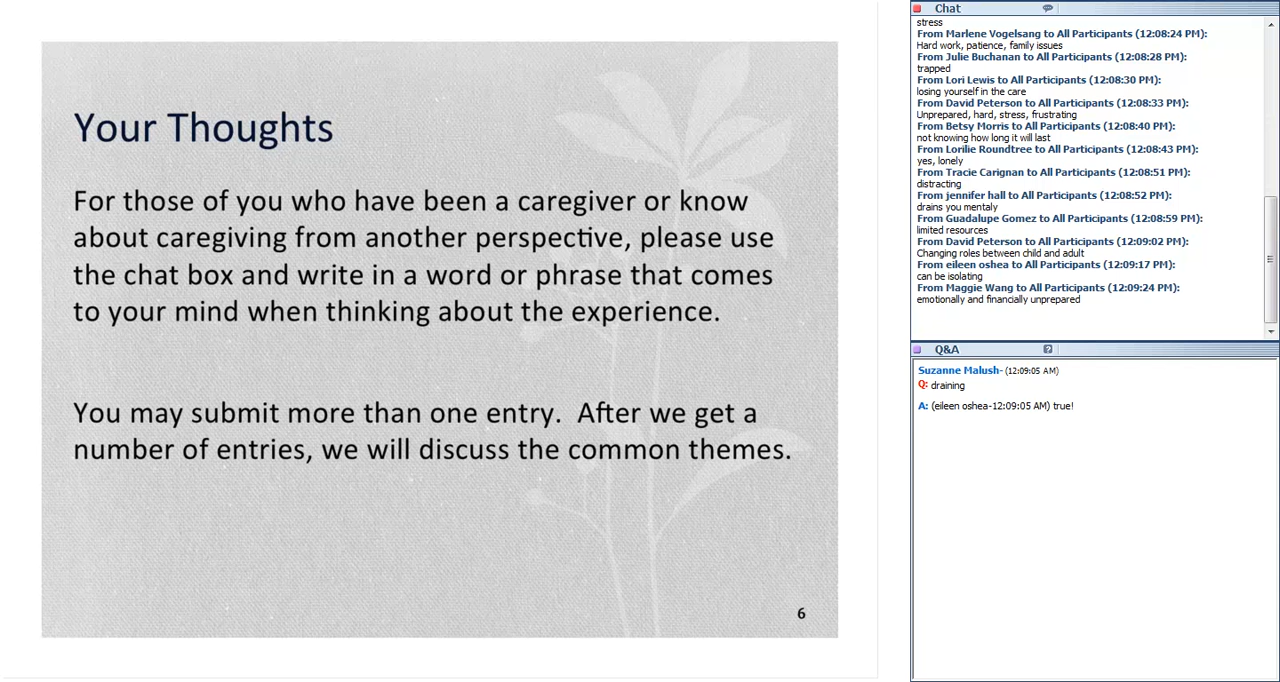 Your Thoughts
For those of you who have been a caregiver or know
about caregiving from another perspective, please use
the chat box and write in a word or phrase that comes
to your mind when thinking about the experience.
You may submit more than one entry.  After we get a
number of entries, we will discuss the common themes.
6
Chat
stress
From Marlene Vogelsang to All Participants (12:08:24 PM):
Hard work, patience, family issues
From Julie Buchanan to All Participants (12:08:28 PM):
trapped
From Lori Lewis to All Participants (12:08:30 PM):
losing yourself in the care
From David Peterson to All Participants (12:08:33 PM):
Unprepared, hard, stress, frustrating
From Betsy Morris to All Participants (12:08:40 PM):
not knowing how long it will last
From Lorilie Roundtree to All Participants (12:08:43 PM):
yes, lonely
From Tracie Carignan to All Participants (12:08:51 PM):
distracting
From jennifer hall to All Participants (12:08:52 PM):
drains you mentaly
From Guadalupe Gomez to All Participants (12:08:59 PM):
limited resources
From David Peterson to All Participants (12:09:02 PM):
Changing roles between child and adult
From eileen oshea to All Participants (12:09:17 PM):
can be isolating
From Maggie Wang to All Participants (12:09:24 PM):
emotionally and financially unprepared
Q&A
Suzanne Malush- (12:09:05 AM)
Q: draining
A: (eileen oshea-12:09:05 AM) true!